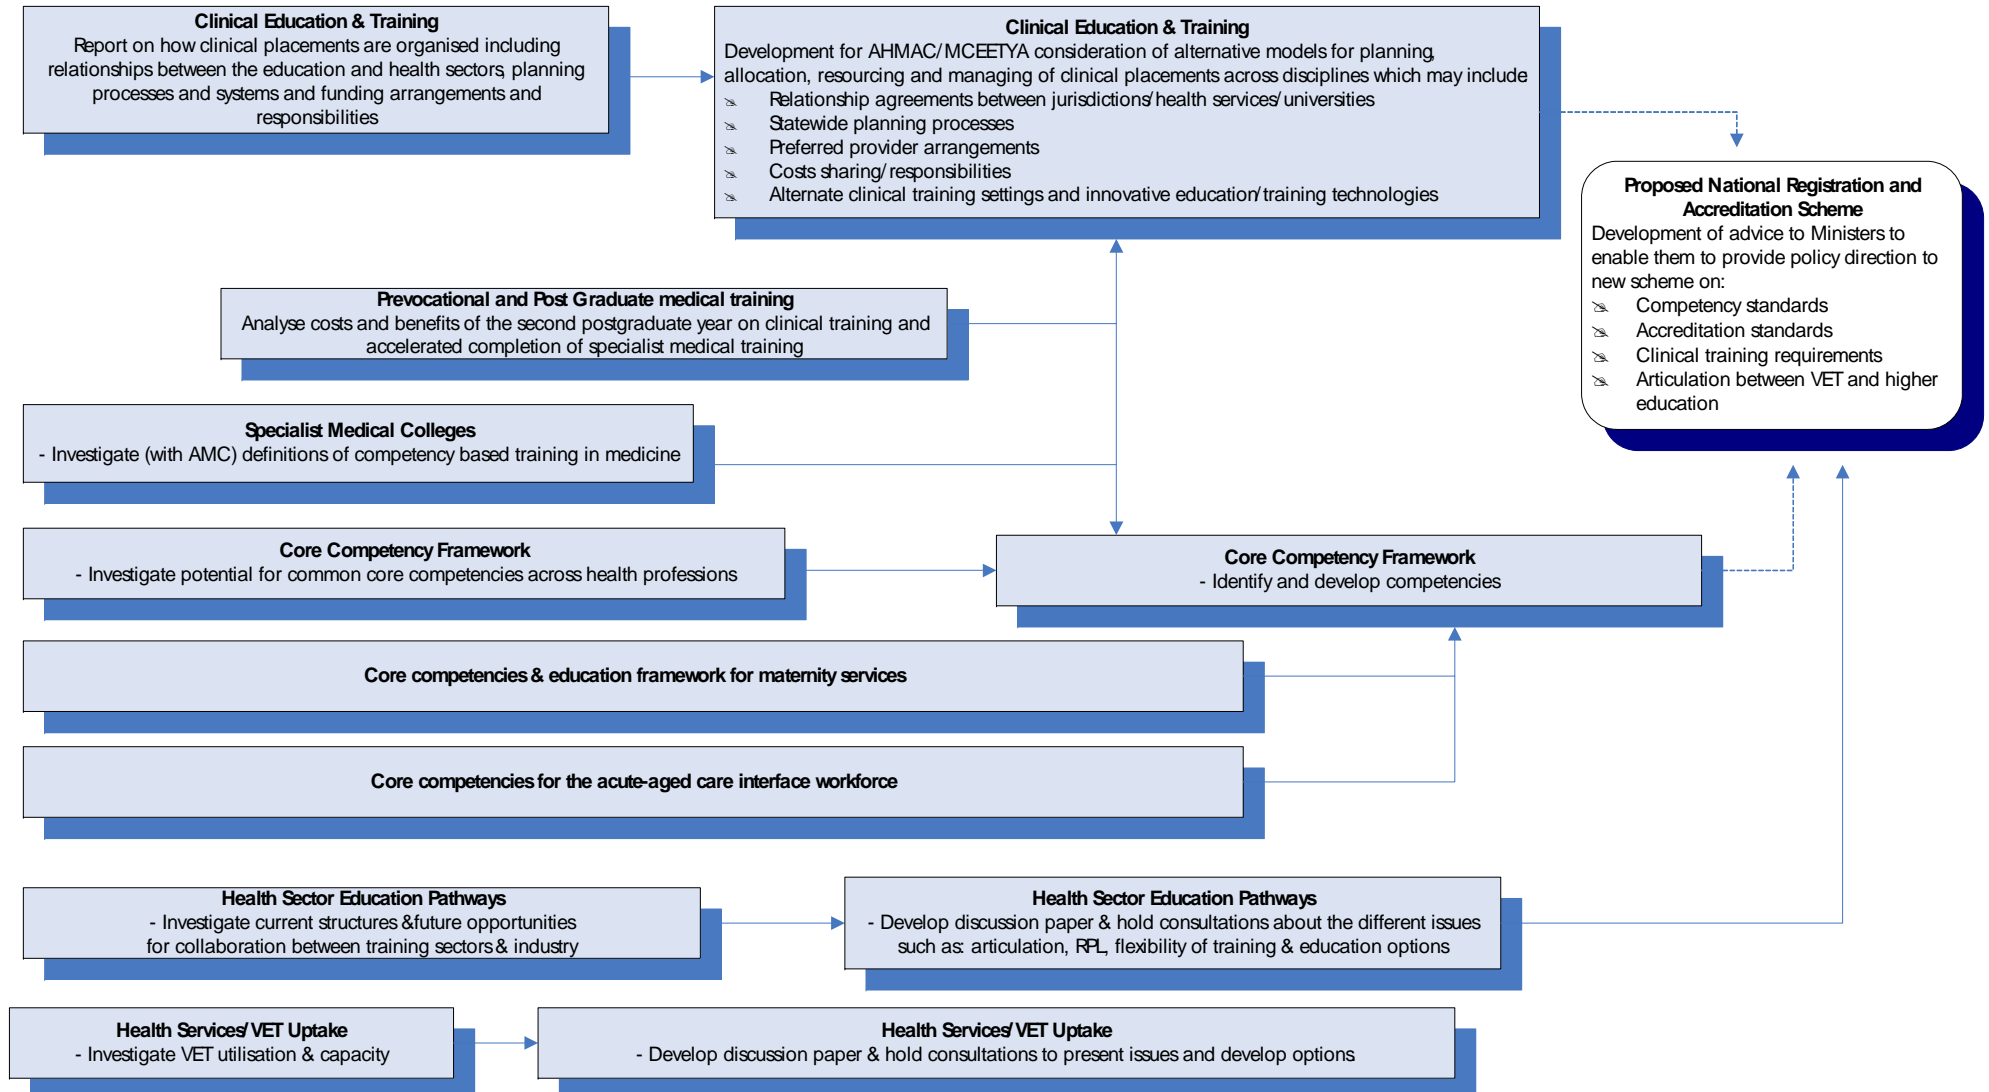 Clinical Education & Training
Report on how clinical placements are organised including
relationships between the education and health sectors, planning
processes and systems and funding arrangements and
responsibilities
Clinical Education & Training
Development for AHMAC/MCEETYA consideration of alternative models for planning,
allocation, resourcing and managing of clinical placements across disciplines which may include:
Relationship agreements between jurisdictions/health services/universities
Statewide planning processes
Preferred provider arrangements
Costs sharing/responsibilities
Alternate clinical training settings and innovative education/training technologies
Proposed National Registration and
Accreditation Scheme
Development of advice to Ministers to
enable them to provide policy direction to
new scheme on:
Competency standards
Accreditation standards
Clinical training requirements
Articulation between VET and higher
education
Prevocational and Post Graduate medical training
Analyse costs and benefits of the second postgraduate year on clinical training and
accelerated completion of specialist medical training
Specialist Medical Colleges
- Investigate (with AMC) definitions of competency based training in medicine
Core Competency Framework
- Investigate potential for common core competencies across health professions
Core Competency Framework
- Identify and develop competencies
Core competencies & education framework for maternity services
Core competencies for the acute-aged care interface workforce
Health Sector Education Pathways
- Investigate current structures & future opportunities
for collaboration between training sectors & industry
Health Sector Education Pathways
- Develop discussion paper & hold consultations about the different issues
such as: articulation, RPL, flexibility of training & education options
Health Services/VET Uptake
- Investigate VET utilisation & capacity
Health Services/VET Uptake
- Develop discussion paper & hold consultations to present issues and develop options.